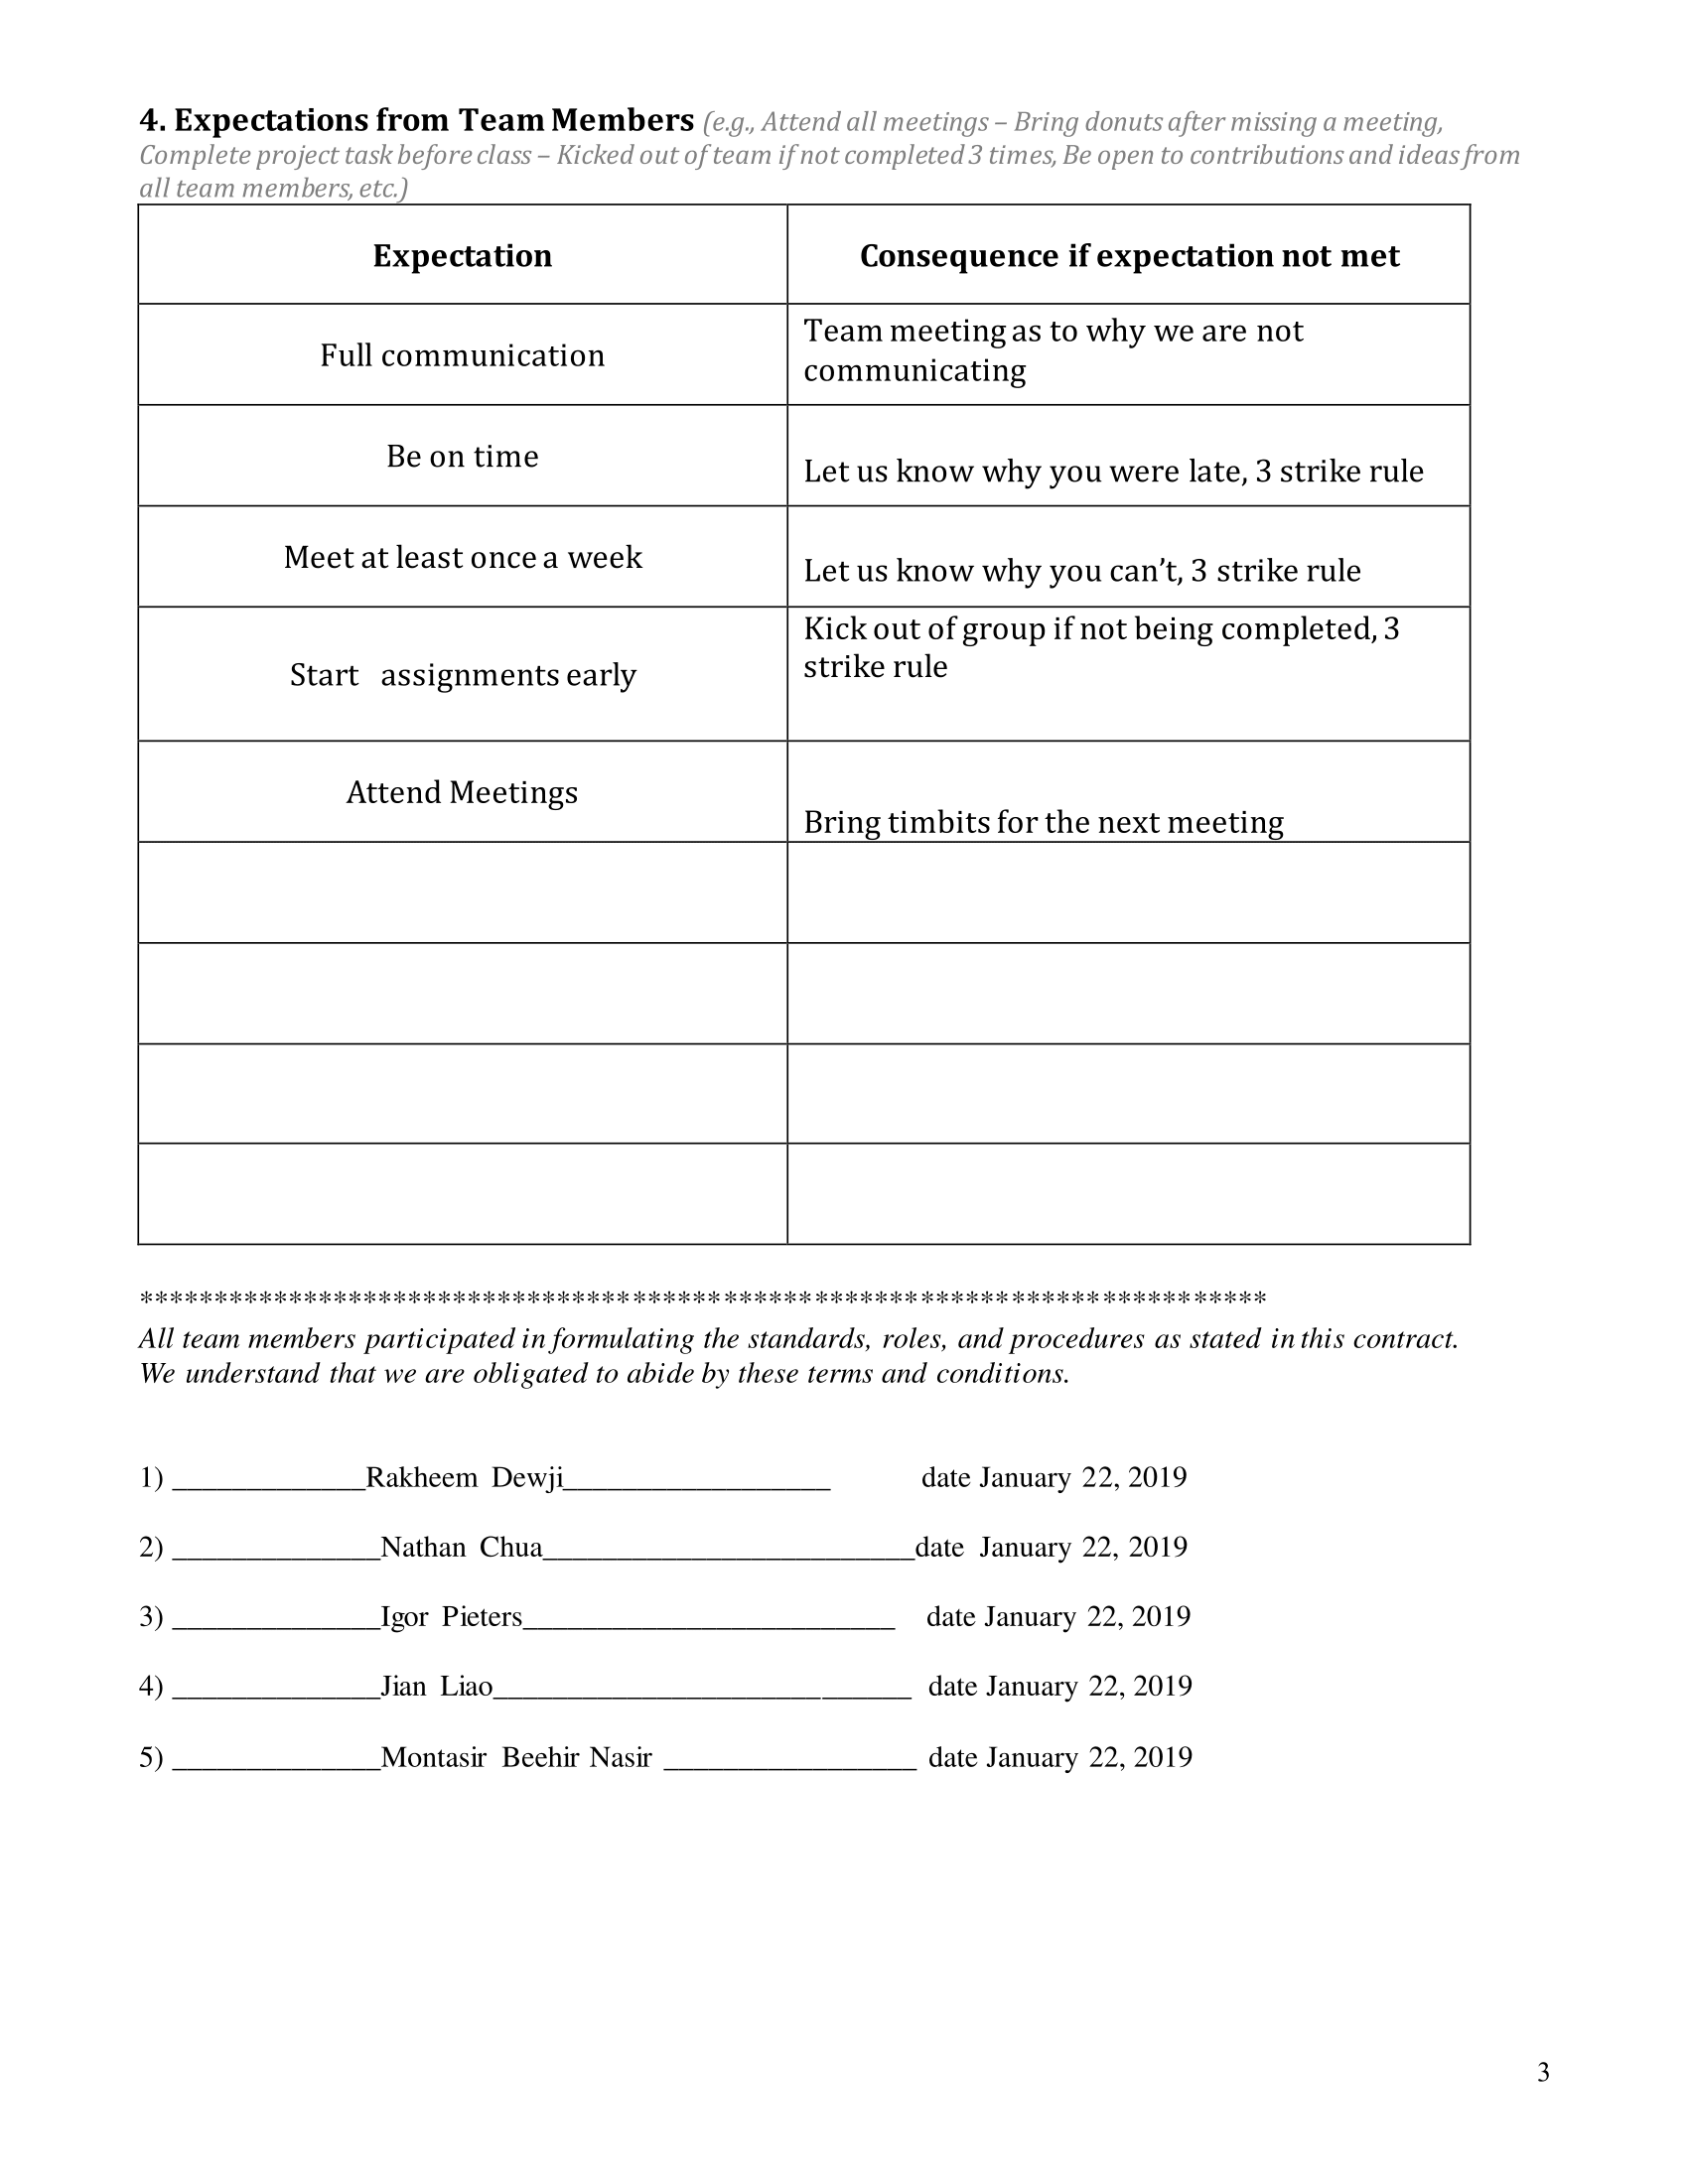 4. Expectations from Team Members (e.g., Attend all meetings – Bring donuts after missing a meeting,
Complete project task before class – Kicked out of team if not completed 3 times, Be open to contributions and ideas from
all team members, etc.)
Expectation
Consequence if expectation not met
Full communication
Team meeting as to why we are not
communicating
Be on time
Let us know why you were late, 3 strike rule
Meet at least once a week
Let us know why you can’t, 3 strike rule
Start assignments early
Kick out of group if not being completed, 3
strike rule
Attend Meetings
Bring timbits for the next meeting
***************************************************************************
All team members participated in formulating the standards, roles, and procedures as stated in this contract.
We understand that we are obligated to abide by these terms and conditions.
1) _____________Rakheem Dewji__________________ date January 22, 2019
2) ______________Nathan Chua_________________________date January 22, 2019
3) ______________Igor Pieters_________________________ date January 22, 2019
4) ______________Jian Liao____________________________ date January 22, 2019
5) ______________Montasir Beehir Nasir _________________ date January 22, 2019
3